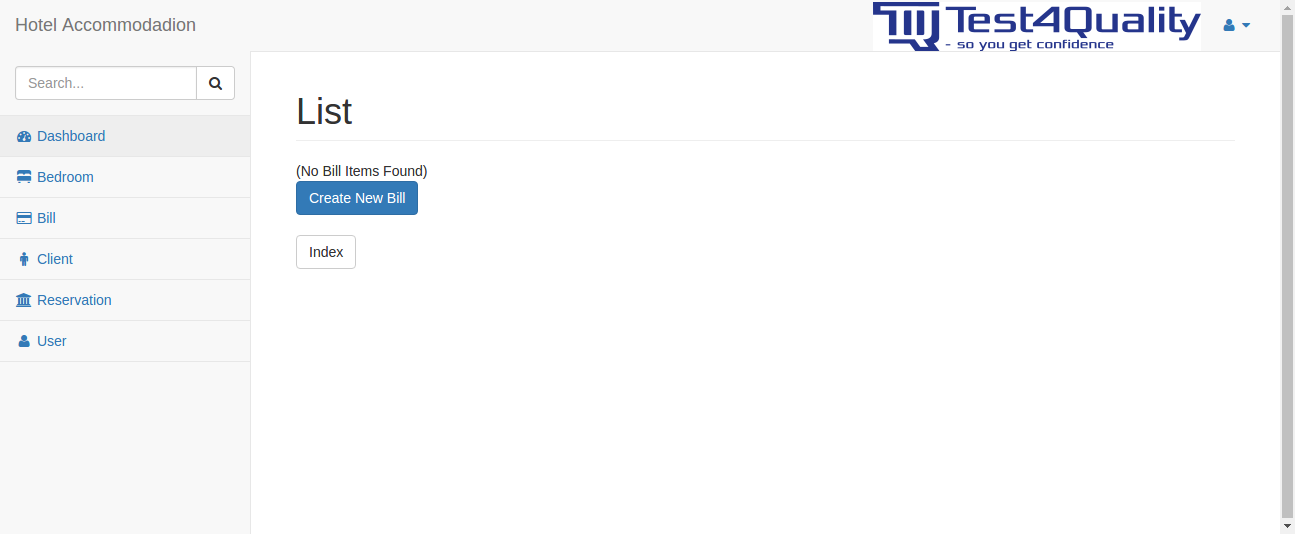 Hotel Accommodadion
Test4Quality
- so you get confidence
Search...
Dashboard
Bedroom
Bill
Client
Reservation
User
List
(No Bill Items Found)
Create New Bill
Index